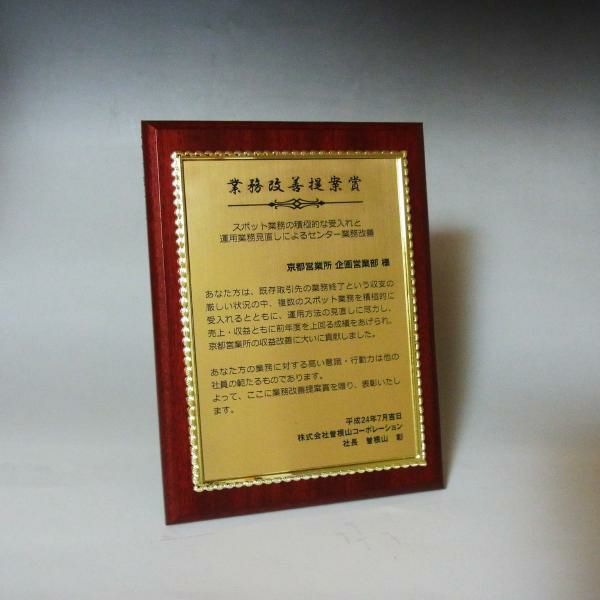 業務改善提案賞
スポット業務の積極的な受入れと
運用業務見直しによるセンター業務改善
京都営業所 企画営業部 様
あなた方は、既存取引先の業務終了という収支の
厳しい状況の中、複数のスポット業務を積極的に
受入れるとともに、運用方法の見直しに尽力し、
売上・収益ともに前年度を上回る成績をあげられ、
京都営業所の収益改善に大いに貢献しました。
あなた方の業務に対する高い意識・行動力は他の
社員の範たるものであります。
よって、ここに業務改善提案賞を贈り、表彰いたし
ます。
平成24年7月吉日
株式会社曽根山コーポレーション
社長 曽根山 彰